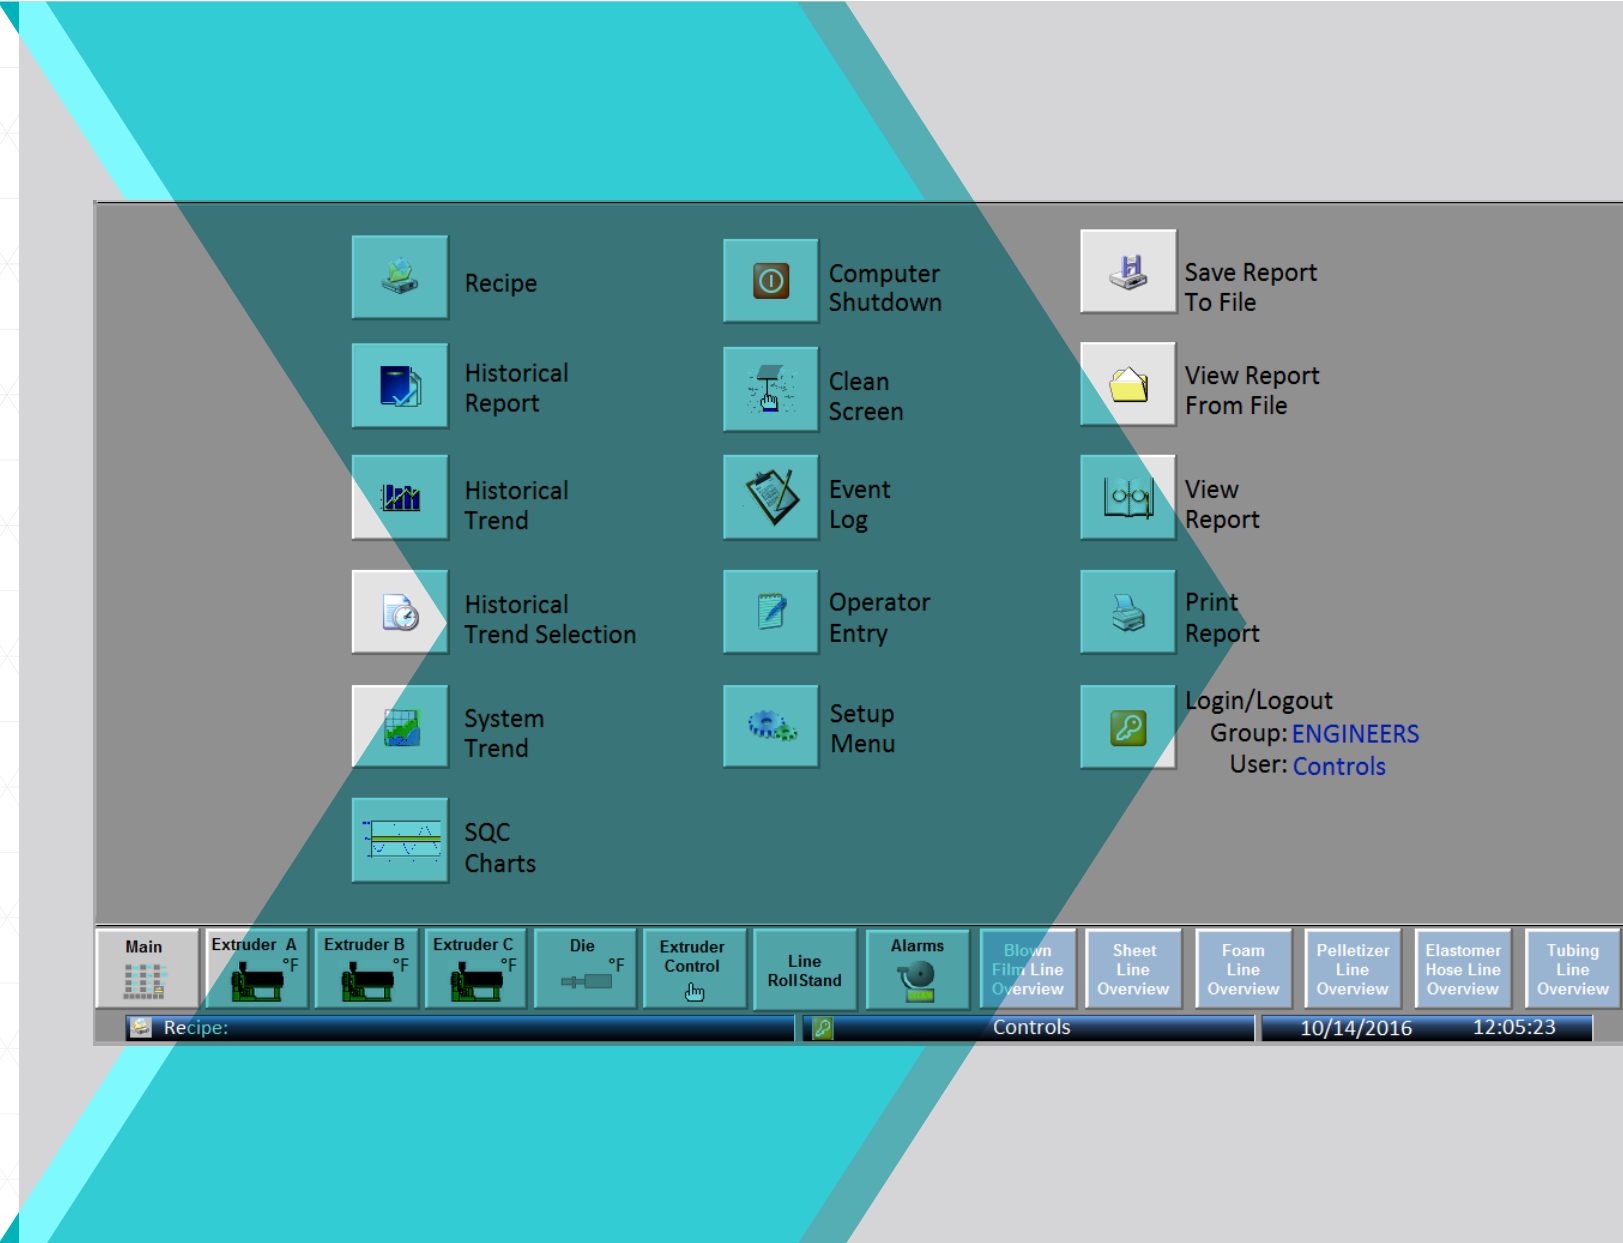 Recipe
Historical
Report
Historical
Trend
Historical
Trend Selection
System
Trend
SQC
Charts
Computer
Shutdown
Clean
Screen
Event
Log
Operator
Entry
Setup
Menu
Save Report
To File
View Report
From File
View
Report
Print
Report
Login/Logout
Group: ENGINEERS
User: Controls
Main
Extruder A
°F
Extruder B
°F
Extruder C
°F
Die
°F
Extruder
Control
Line
RollStand
Alarms
Blown
Film Line
Overview
Sheet
Line
Overview
Foam
Line
Overview
Pelletizer
Line
Overview
Elastomer
Hose Line
Overview
Tubing
Line
Overview
Recipe:
Controls
10/14/2016 12:05:23